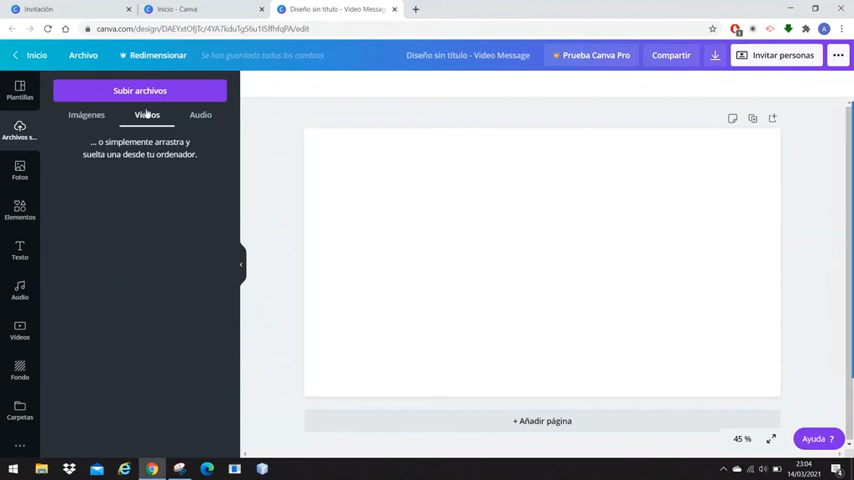 Invitación
Inicio - Canva
Diseño sin título - Video Messag
canva.com/design/DAEYxtOfjTc/4YA7kduTgS6u1ISffhfqPA/edit
Inicio
Archivo
Redimensionar
Se han guardado todos los cambios
Diseño sin título - Video Message
Prueba Canva Pro
Compartir
Invitar personas
Plantillas
Archivos s...
Fotos
Elementos
Texto
Audio
Vídeos
Fondo
Carpetas
Subir archivos
Imágenes
Vídeos
Audio
... o simplemente arrastra y
suelta una desde tu ordenador.
+ Añadir página
45 %
Ayuda ?
23:04
14/03/2021